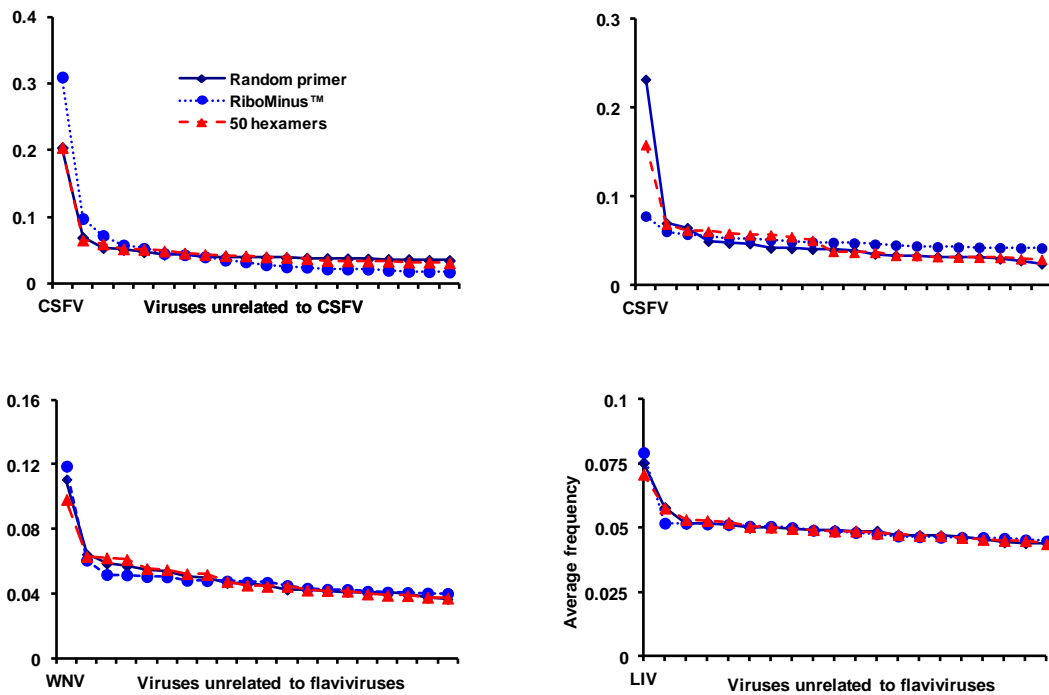 0.4
0.3
0.2
0.1
0
Random primer
RiboMinus™
50 hexamers
CSFV
Viruses unrelated to CSFV
0.3
0.2
0.1
0
CSFV
0.16
0.12
0.08
0.04
0
WNV
Viruses unrelated to flaviviruses
0.1
0.075
0.05
0.025
0
Average frequency
LIV
Viruses unrelated to flaviviruses